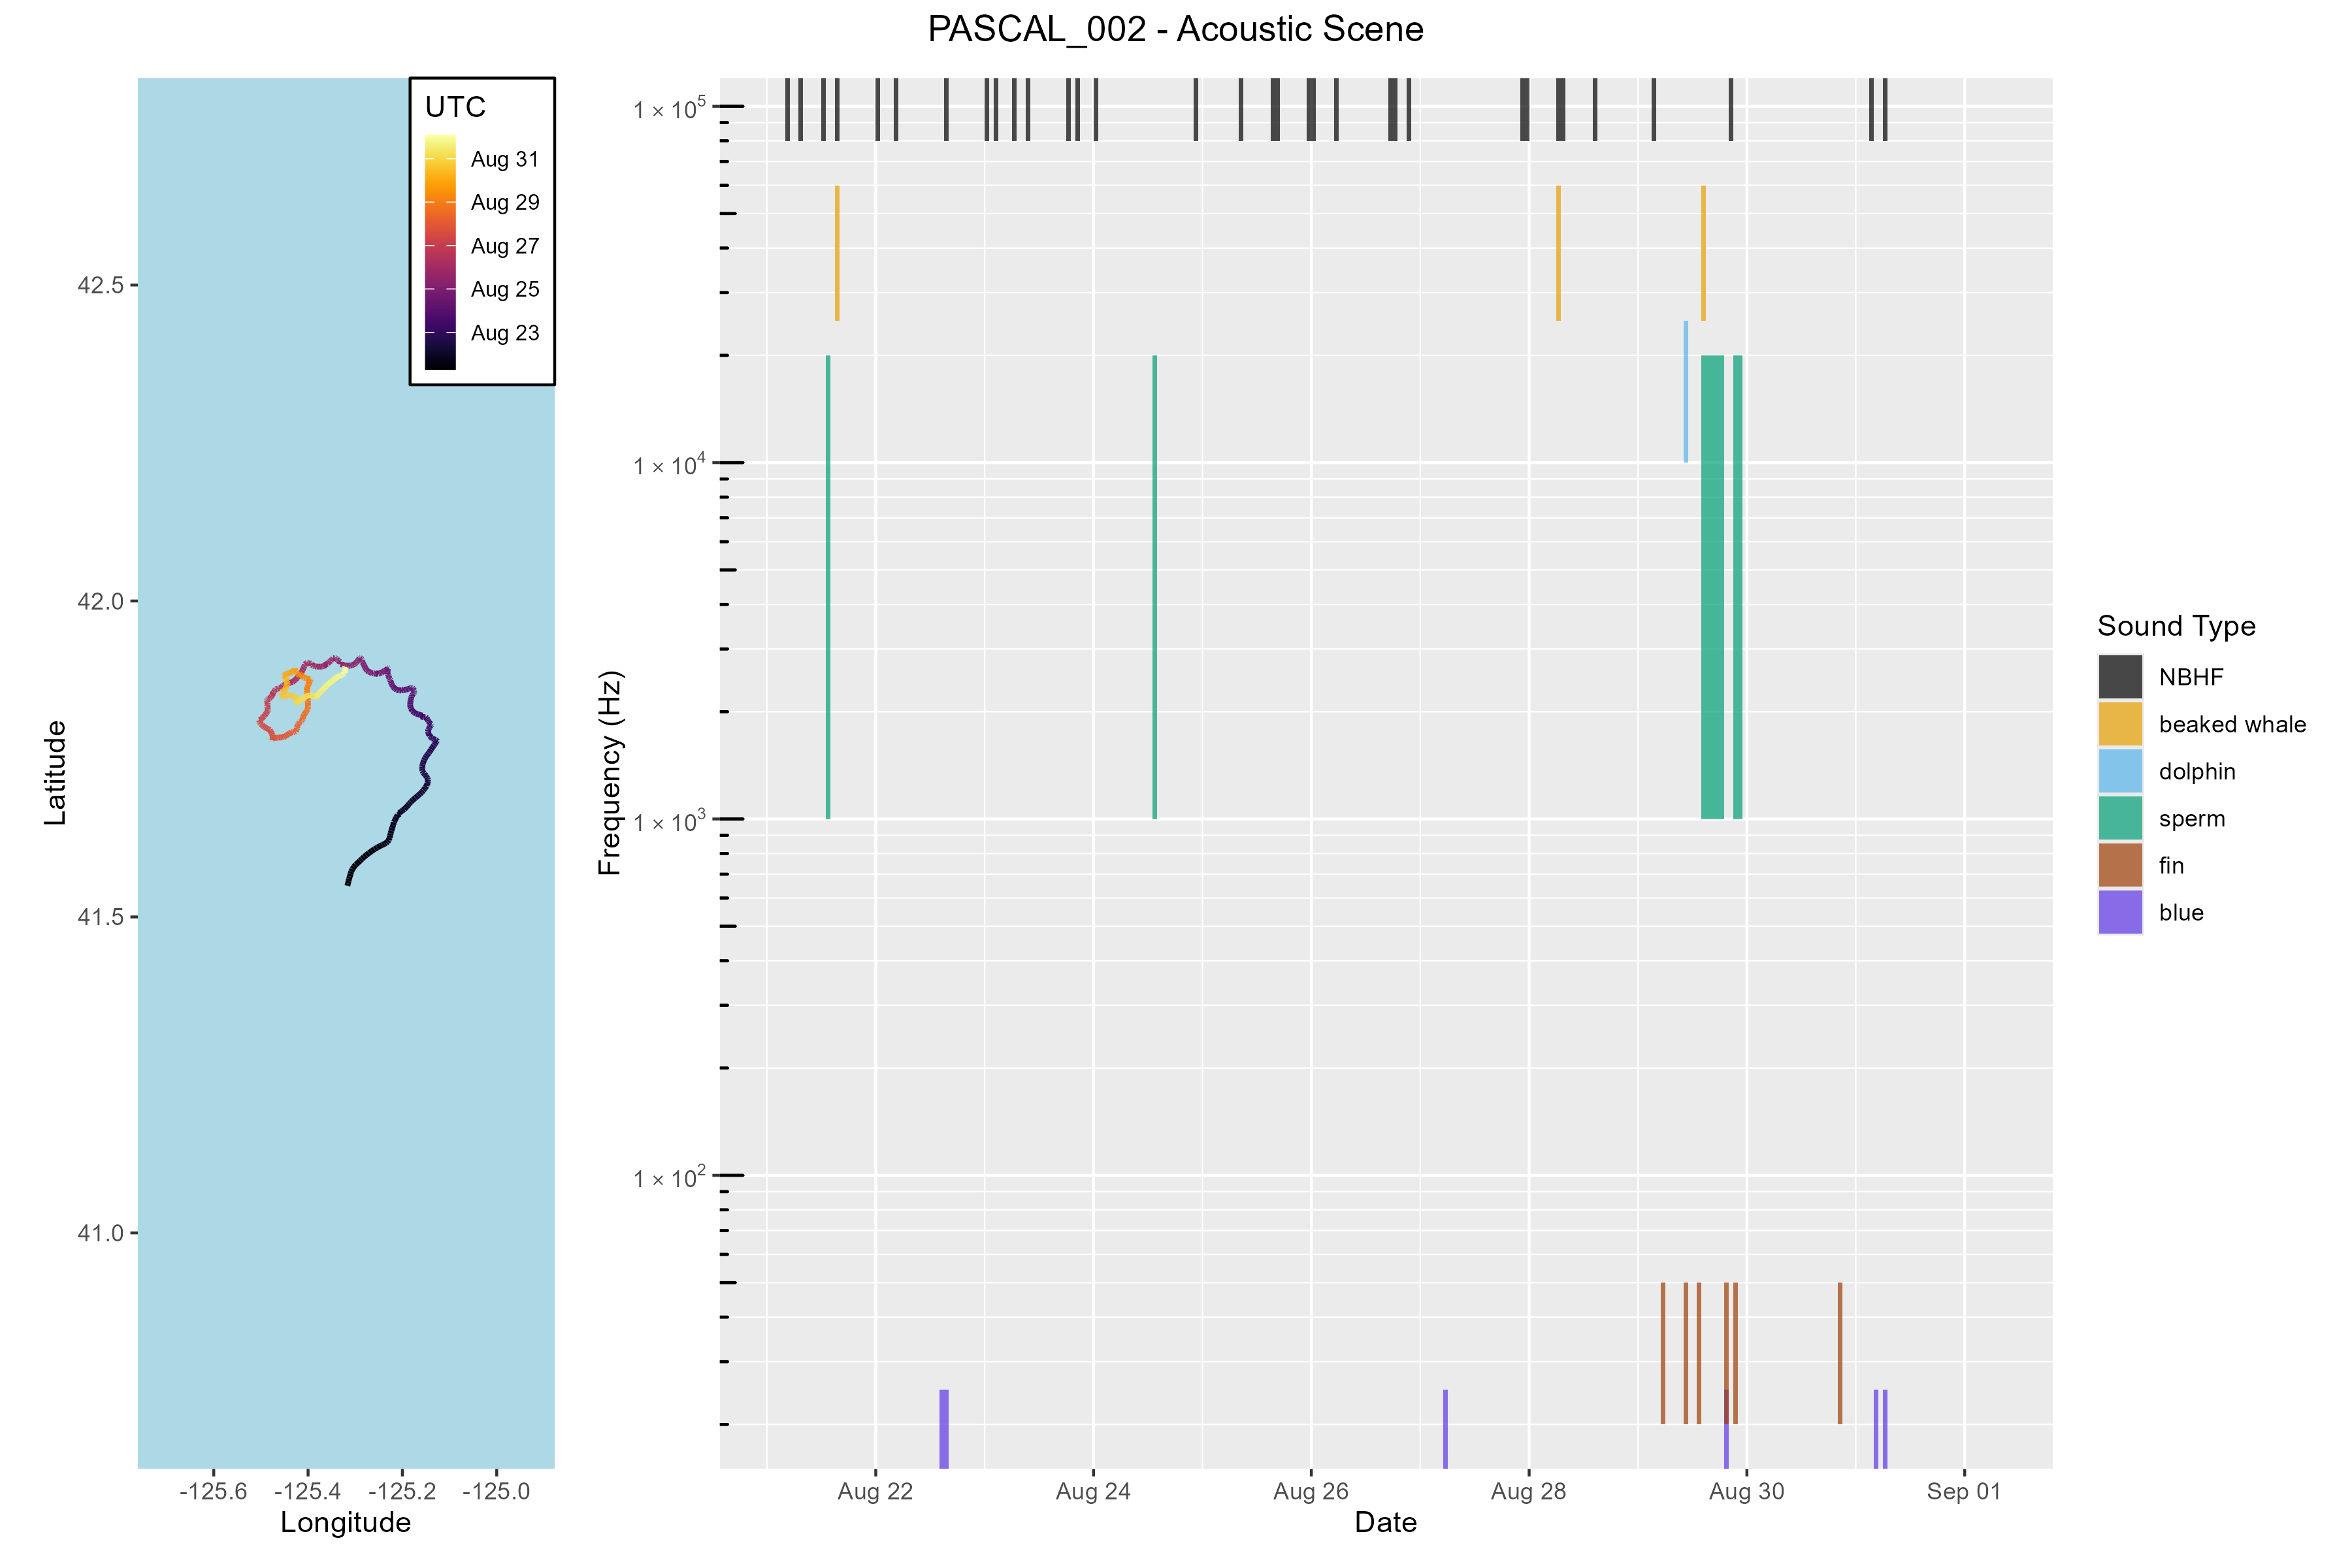 PASCAL_002 - Acoustic Scene
UTC
Aug 31
Aug 29
Aug 27
Aug 25
Aug 23
42.5
42.0
41.5
41.0
Latitude
-125.6
-125.4
-125.2
-125.0
Longitude
1 × 10⁵
1 × 10⁴
1 × 10³
1 × 10²
Frequency (Hz)
Aug 22
Aug 24
Aug 26
Aug 28
Aug 30
Sep 01
Date
Sound Type
NBHF
beaked whale
dolphin
sperm
fin
blue